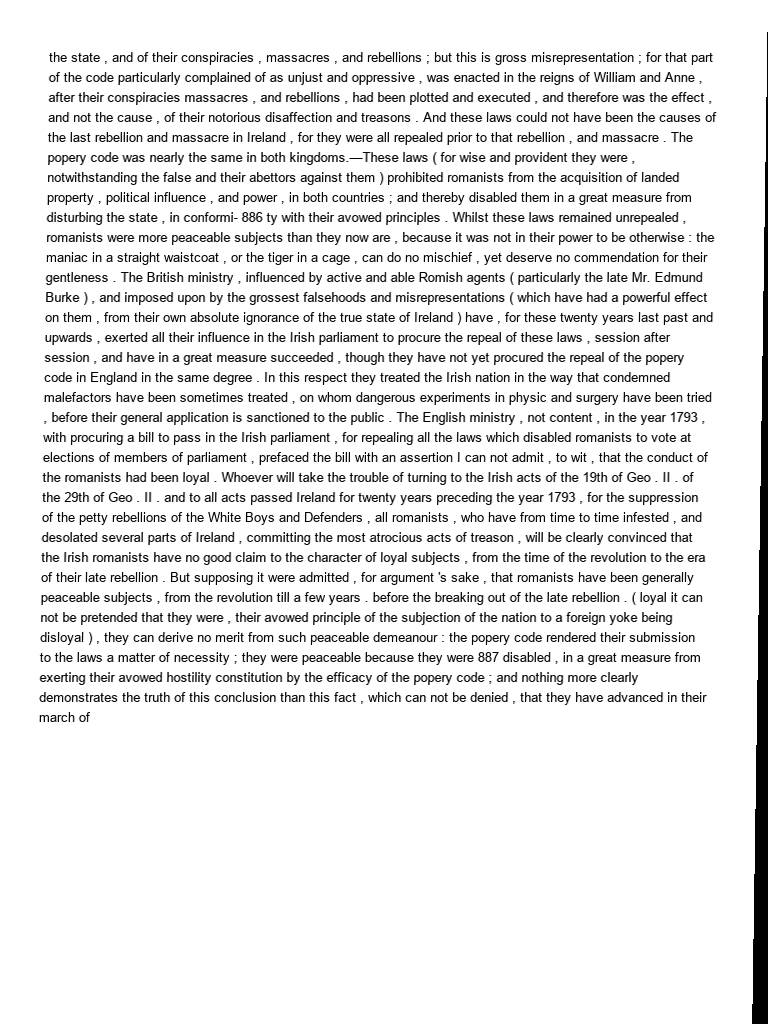 the state , and of their conspiracies , massacres , and rebellions ; but this is gross misrepresentation ; for that part
of the code particularly complained of as unjust and oppressive , was enacted in the reigns of William and Anne ,
after their conspiracies massacres , and rebellions , had been plotted and executed , and therefore was the effect ,
and not the cause , of their notorious disaffection and treasons . And these laws could not have been the causes of
the last rebellion and massacre in Ireland , for they were all repealed prior to that rebellion , and massacre . The
popery code was nearly the same in both kingdoms.—These laws ( for wise and provident they were ,
notwithstanding the false and their abettors against them ) prohibited romanists from the acquisition of landed
property , political influence , and power , in both countries ; and thereby disabled them in a great measure from
disturbing the state , in conformi- 886 ty with their avowed principles . Whilst these laws remained unrepealed ,
romanists were more peaceable subjects than they now are , because it was not in their power to be otherwise : the
maniac in a straight waistcoat , or the tiger in a cage , can do no mischief , yet deserve no commendation for their
gentleness . The British ministry , influenced by active and able Romish agents ( particularly the late Mr. Edmund
Burke ) , and imposed upon by the grossest falsehoods and misrepresentations ( which have had a powerful effect
on them , from their own absolute ignorance of the true state of Ireland ) have , for these twenty years last past and
upwards , exerted all their influence in the Irish parliament to procure the repeal of these laws , session after
session , and have in a great measure succeeded , though they have not yet procured the repeal of the popery
code in England in the same degree . In this respect they treated the Irish nation in the way that condemned
malefactors have been sometimes treated , on whom dangerous experiments in physic and surgery have been tried
, before their general application is sanctioned to the public . The English ministry , not content , in the year 1793 ,
with procuring a bill to pass in the Irish parliament , for repealing all the laws which disabled romanists to vote at
elections of members of parliament , prefaced the bill with an assertion I can not admit , to wit , that the conduct of
the romanists had been loyal . Whoever will take the trouble of turning to the Irish acts of the 19th of Geo . II . of
the 29th of Geo . II . and to all acts passed Ireland for twenty years preceding the year 1793 , for the suppression
of the petty rebellions of the White Boys and Defenders , all romanists , who have from time to time infested , and
desolated several parts of Ireland , committing the most atrocious acts of treason , will be clearly convinced that
the Irish romanists have no good claim to the character of loyal subjects , from the time of the revolution to the era
of their late rebellion . But supposing it were admitted , for argument 's sake , that romanists have been generally
peaceable subjects , from the revolution till a few years . before the breaking out of the late rebellion . ( loyal it can
not be pretended that they were , their avowed principle of the subjection of the nation to a foreign yoke being
disloyal ) , they can derive no merit from such peaceable demeanour : the popery code rendered their submission
to the laws a matter of necessity ; they were peaceable because they were 887 disabled , in a great measure from
exerting their avowed hostility constitution by the efficacy of the popery code ; and nothing more clearly
demonstrates the truth of this conclusion than this fact , which can not be denied , that they have advanced in their
march of